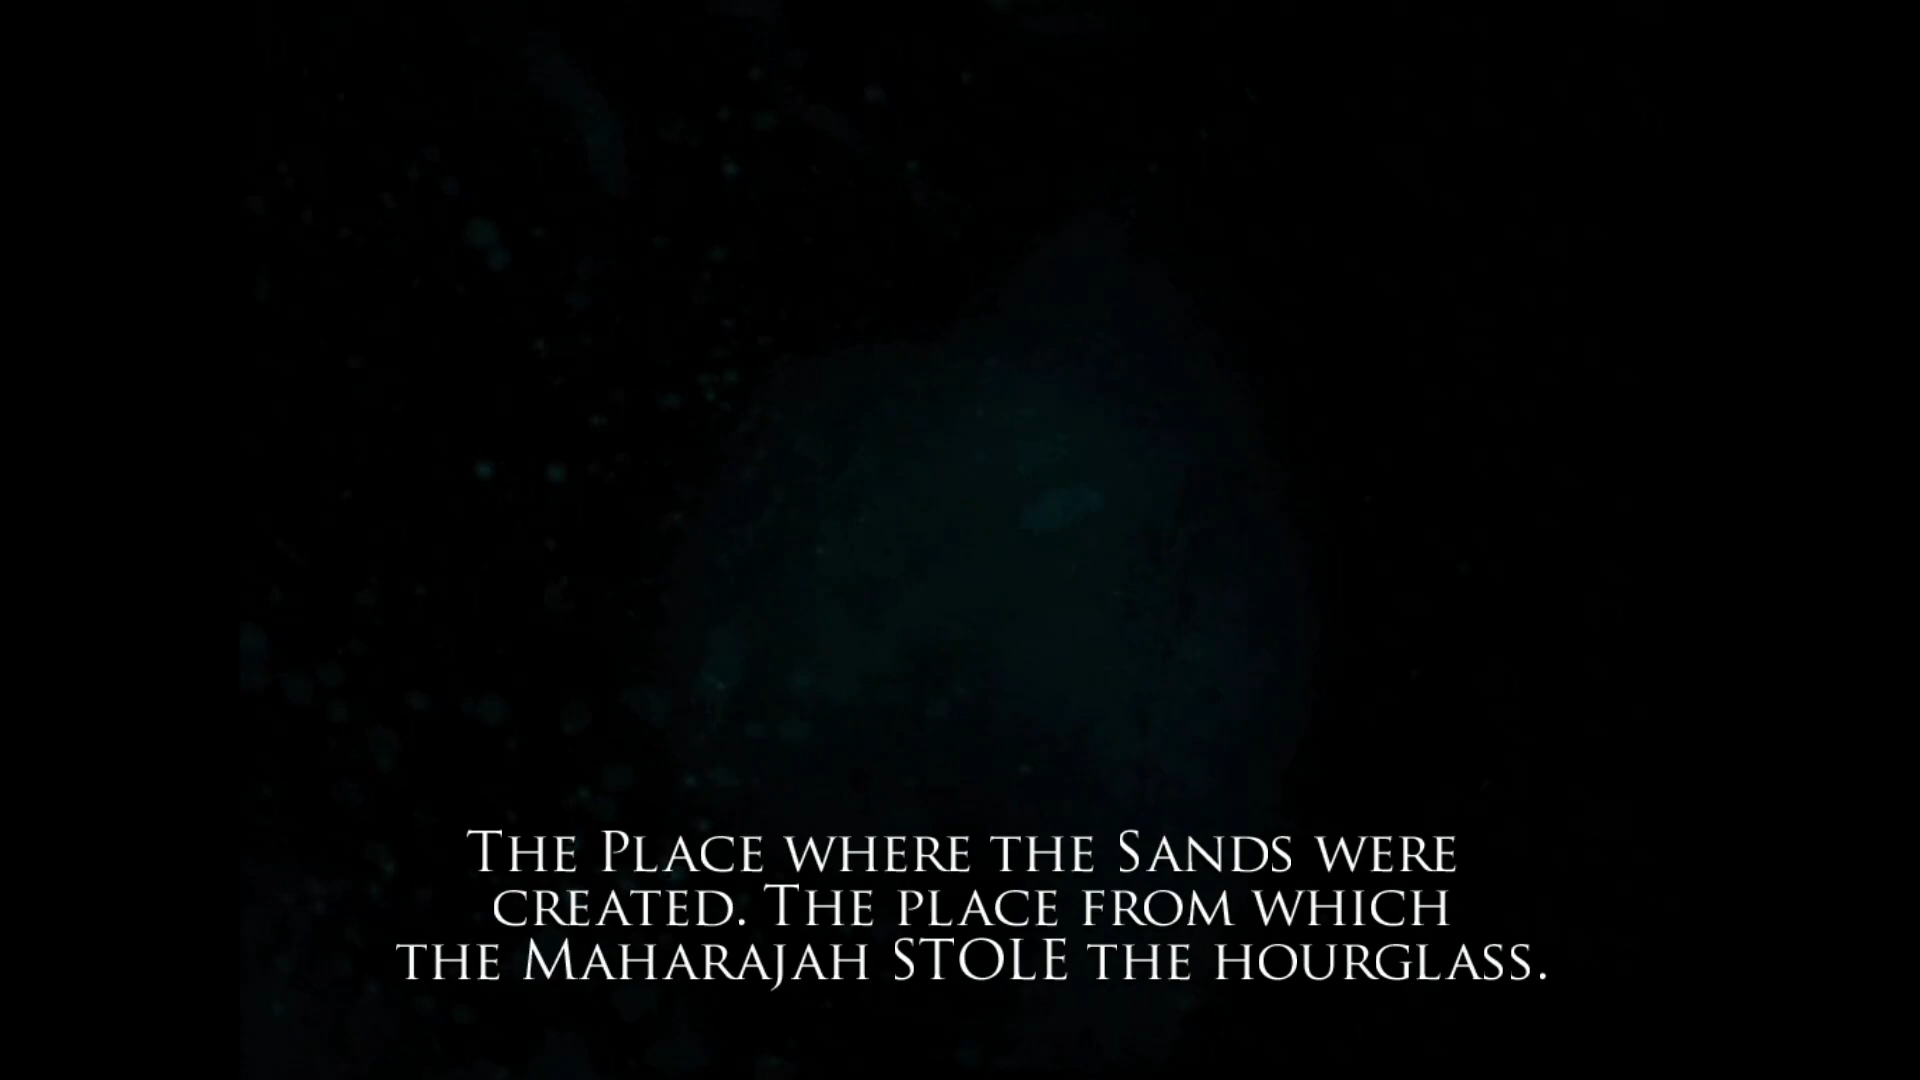 The Place where the Sands were
created. The place from which
the Maharajah STOLE the hourglass.